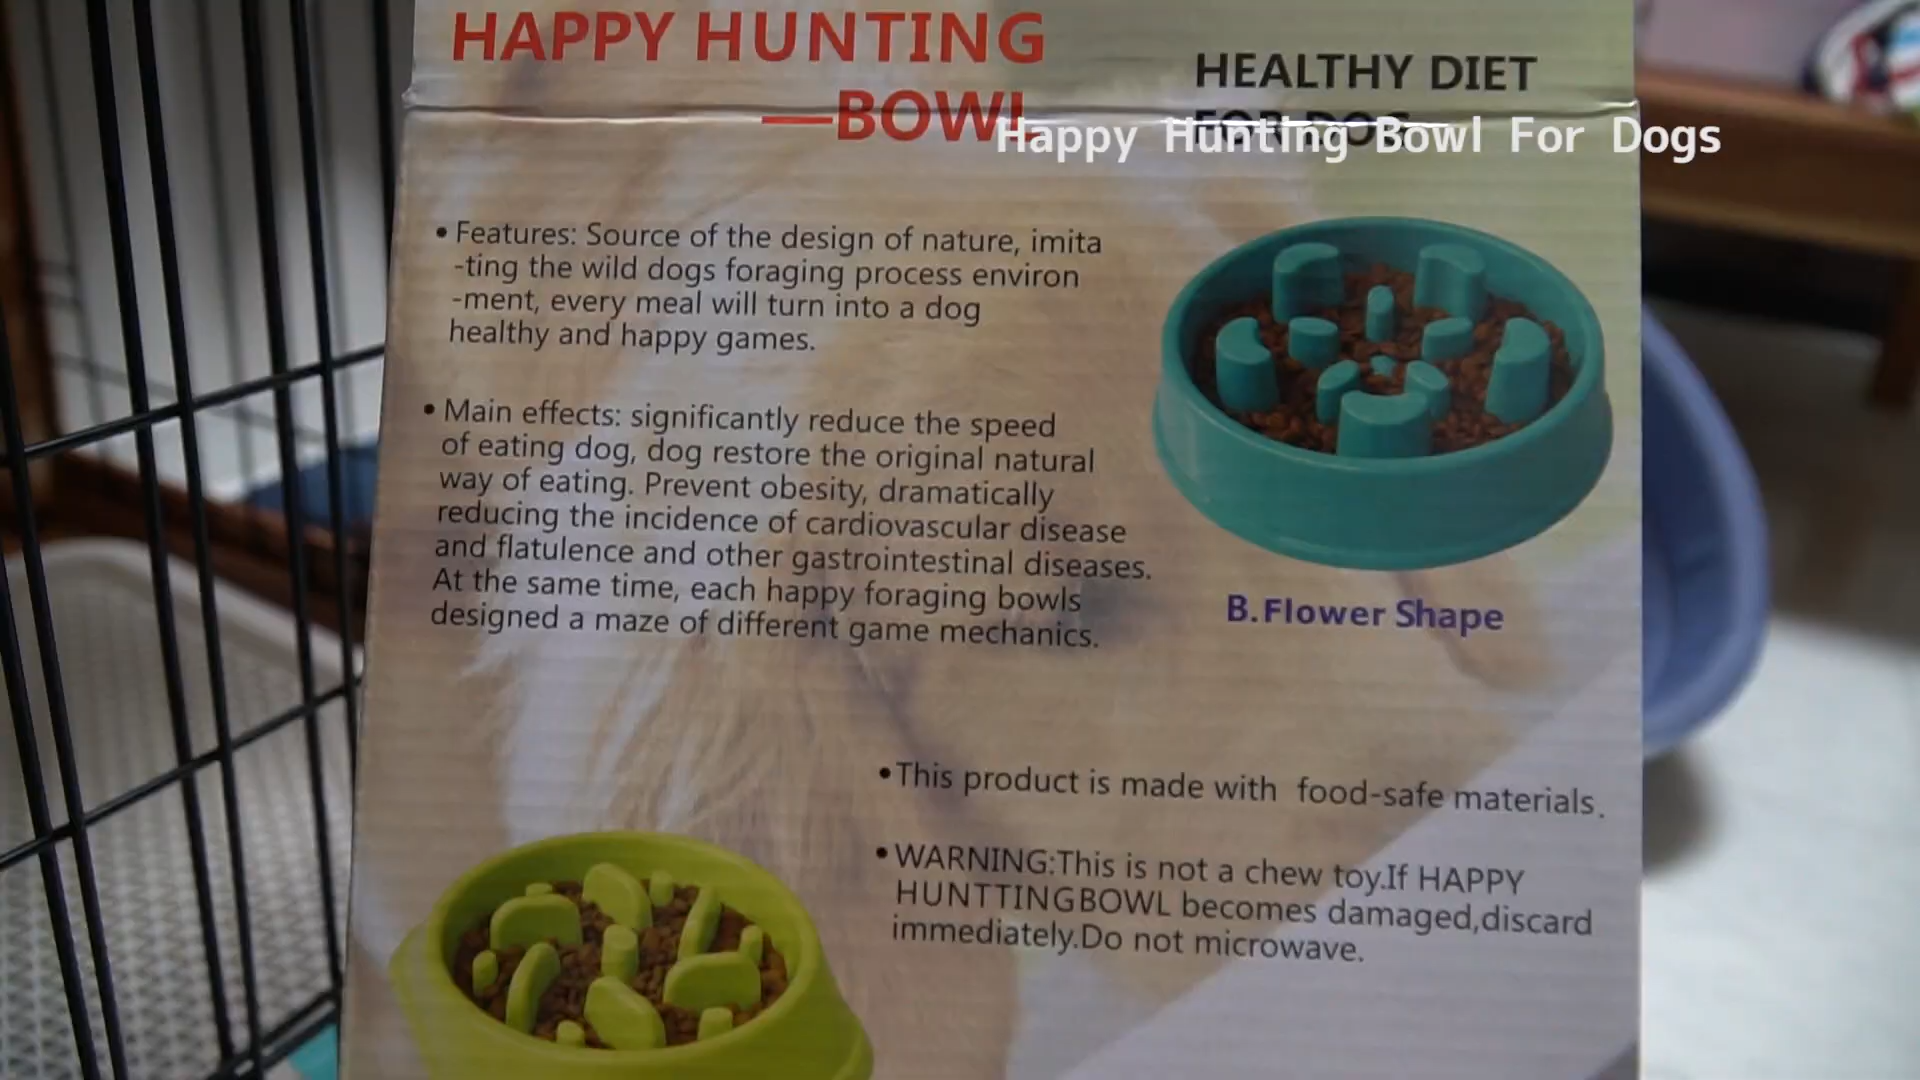 HAPPY HUNTING
—BOWL
HEALTHY DIET
FOR DOG
Happy Hunting Bowl For Dogs
• Features: Source of the design of nature, imita
-ting the wild dogs foraging process environ
-ment, every meal will turn into a dog
healthy and happy games.
• Main effects: significantly reduce the speed
of eating dog, dog restore the original natural
way of eating. Prevent obesity, dramatically
reducing the incidence of cardiovascular disease
and flatulence and other gastrointestinal diseases.
At the same time, each happy foraging bowls
designed a maze of different game mechanics.
B.Flower Shape
• This product is made with food-safe materials.
• WARNING:This is not a chew toy.If HAPPY
HUNTTINGBOWL becomes damaged,discard
immediately.Do not microwave.